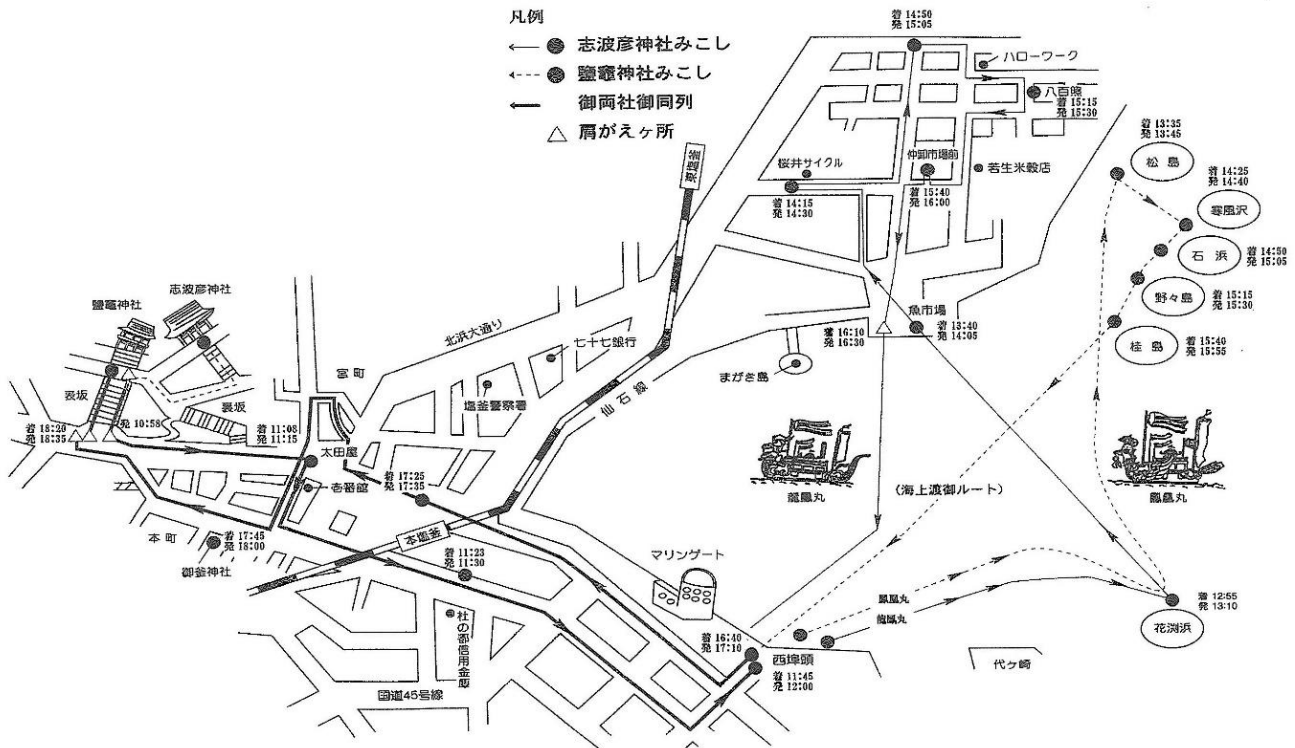 凡例
志波彦神社みこし
鹽竈神社みこし
御両社御同列
肩がえヶ所
着 14:50
発 15:05
ハローワーク
八百熊
着 15:15
発 15:30
東塩釜
桜井サイクル
着 14:15
発 14:30
仲卸市場前
着 15:40
発 16:00
若生米穀店
着 13:35
発 13:45
松島
着 14:25
発 14:40
寒風沢
石浜
着 14:50
発 15:05
野々島
着 15:15
発 15:30
桂島
着 15:40
発 15:55
志波彦神社
鹽竈神社
北浜大通り
七十七銀行
塩釜警察署
宮町
仙石線
まがき島
魚市場
着 16:10
発 16:30
着 13:40
発 14:05
表坂
裏坂
着 18:20
発 18:35
発 10:58
着 11:08
発 11:15
太田屋
壱番館
着 17:25
発 17:35
本塩釜
本町
御釜神社
着 17:45
発 18:00
着 11:23
発 11:30
杜の都信用金庫
国道45号線
マリンゲート
龍鳳丸
〈海上渡御ルート〉
鳳凰丸
鳳凰丸
龍鳳丸
着 16:40
発 17:10
西埠頭
着 11:45
発 12:00
代ヶ崎
着 12:55
発 13:10
花渕浜